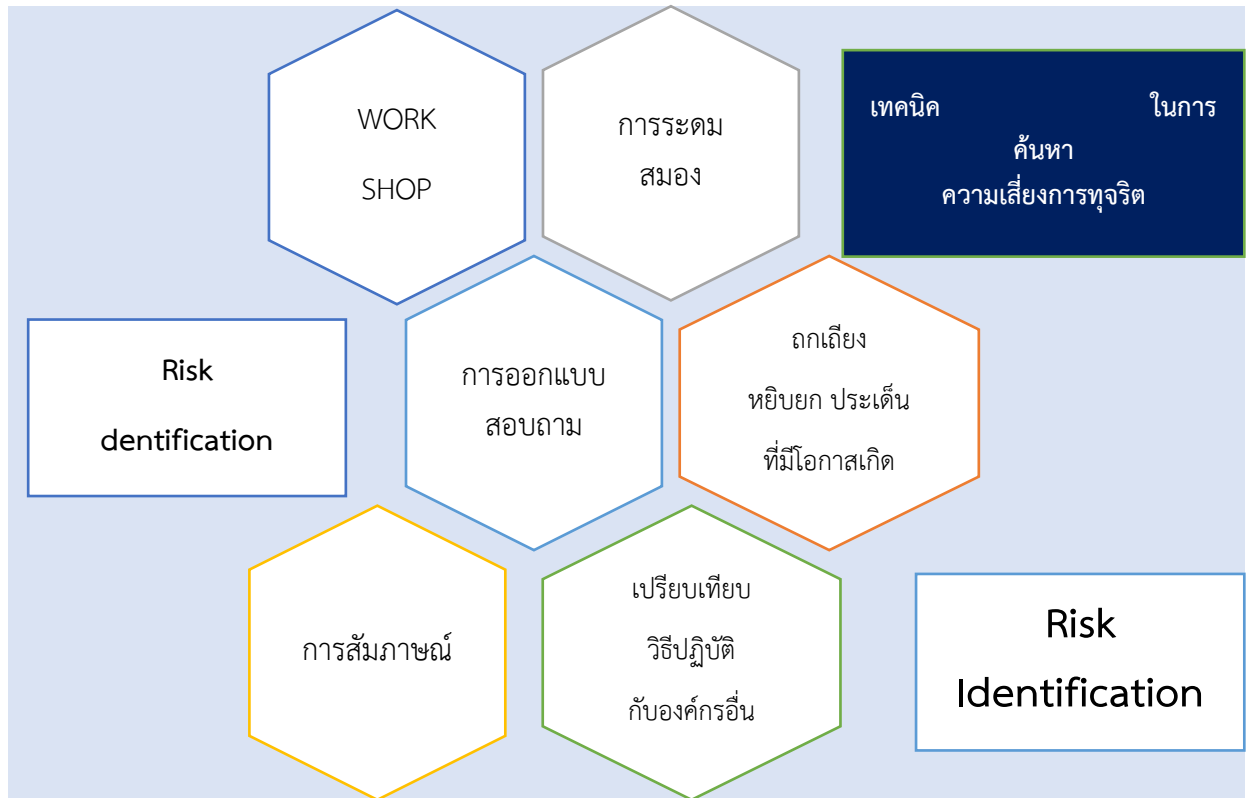 WORK
SHOP
การระดม
สมอง
เทคนิค ในการ
ค้นหา
ความเสี่ยงการทุจริต
Risk
dentification
การออกแบบ
สอบถาม
ถกเถียง
หยิบยก ประเด็น
ที่มีโอกาสเกิด
การสัมภาษณ์
เปรียบเทียบ
วิธีปฏิบัติ
กับองค์กรอื่น
Risk
Identification